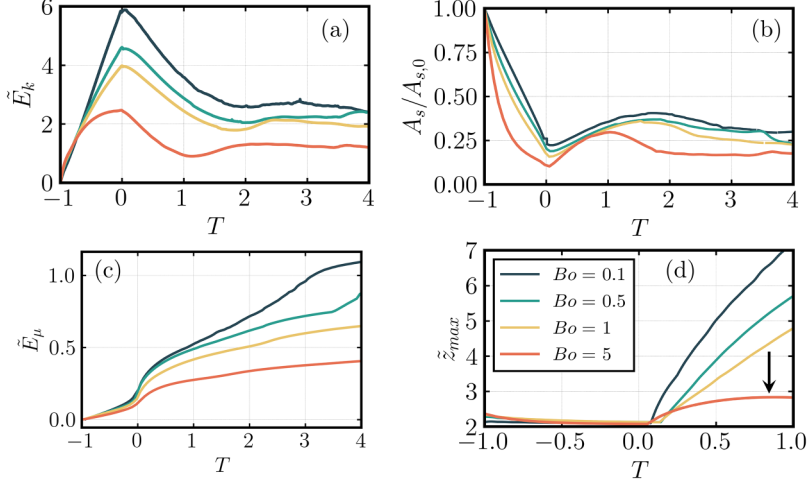 6
4
2
0
Ẽ_k
(a)
−1 0 1 2 3 4
T
1.00
0.75
0.50
0.25
0.00
A_s/A_{s,0}
(b)
−1 0 1 2 3 4
T
1.0
0.5
0.0
Ẽ_μ
(c)
−1 0 1 2 3 4
T
7
6
5
4
3
2
z̃_{max}
Bo = 0.1
Bo = 0.5
Bo = 1
Bo = 5
(d)
−1.0 −0.5 0.0 0.5 1.0
T